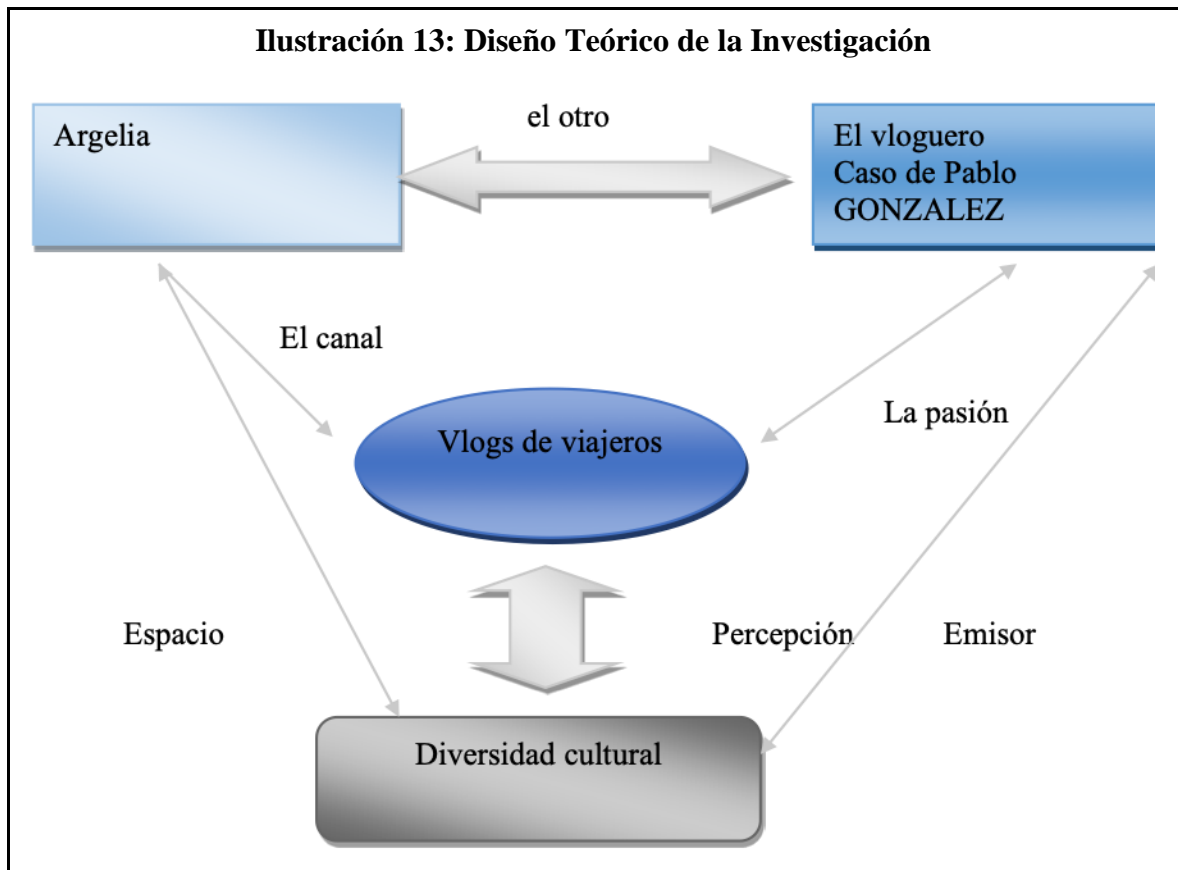 Ilustración 13: Diseño Teórico de la Investigación
el otro
Argelia
El vloguero
Caso de Pablo
GONZALEZ
El canal
La pasión
Vlogs de viajeros
Espacio
Percepción
Emisor
Diversidad cultural